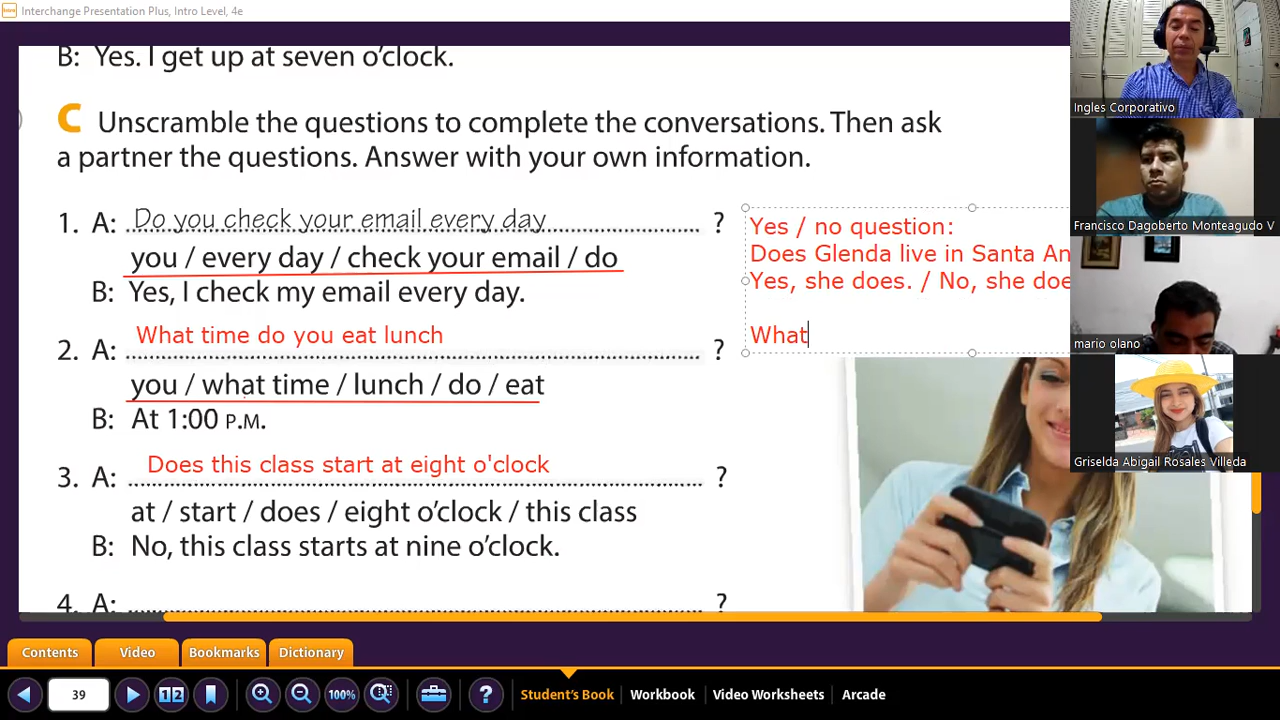 Interchange Presentation Plus, Intro Level, 4e
B: Yes. I get up at seven o'clock.
C Unscramble the questions to complete the conversations. Then ask
a partner the questions. Answer with your own information.
1. A: Do you check your email every day ?
you / every day / check your email / do
B: Yes, I check my email every day.
2. A: What time do you eat lunch ?
you / what time / lunch / do / eat
B: At 1:00 P.M.
3. A: Does this class start at eight o'clock ?
at / start / does / eight o'clock / this class
B: No, this class starts at nine o'clock.
4. A: ?
Yes / no question:
Does Glenda live in Santa An
Yes, she does. / No, she doe
What
Ingles Corporativo
Francisco Dagoberto Monteagudo V
mario olano
Griselda Abigail Rosales Villeda
Contents Video Bookmarks Dictionary
39 12 100% ? Student's Book Workbook Video Worksheets Arcade